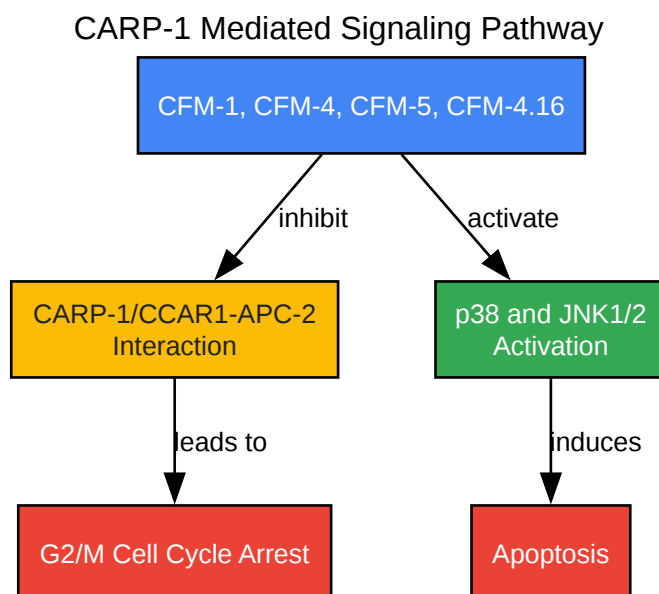 CARP-1 Mediated Signaling Pathway
CFM-1, CFM-4, CFM-5, CFM-4.16
inhibit
activate
CARP-1/CCAR1-APC-2
Interaction
p38 and JNK1/2
Activation
leads to
induces
G2/M Cell Cycle Arrest
Apoptosis